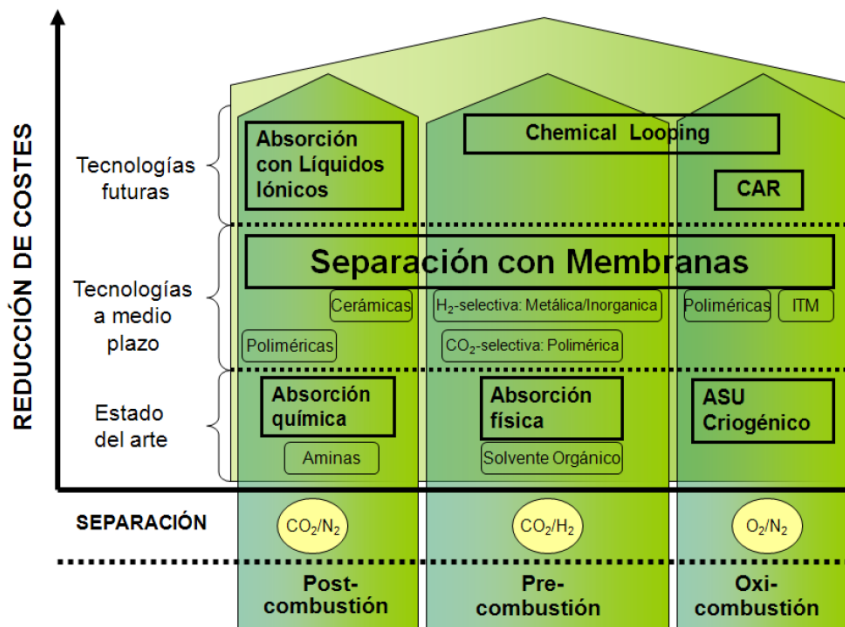 REDUCCIÓN DE COSTES
Tecnologías
futuras
Absorción
con Líquidos
Iónicos
Chemical Looping
CAR
Tecnologías
a medio
plazo
Separación con Membranas
Cerámicas
H₂-selectiva: Metálica/Inorganica
Poliméricas
ITM
Poliméricas
CO₂-selectiva: Polimérica
Estado
del arte
Absorción
química
Absorción
física
ASU
Criogénico
Aminas
Solvente Orgánico
SEPARACIÓN
CO₂/N₂
CO₂/H₂
O₂/N₂
Post-
combustión
Pre-
combustión
Oxi-
combustión